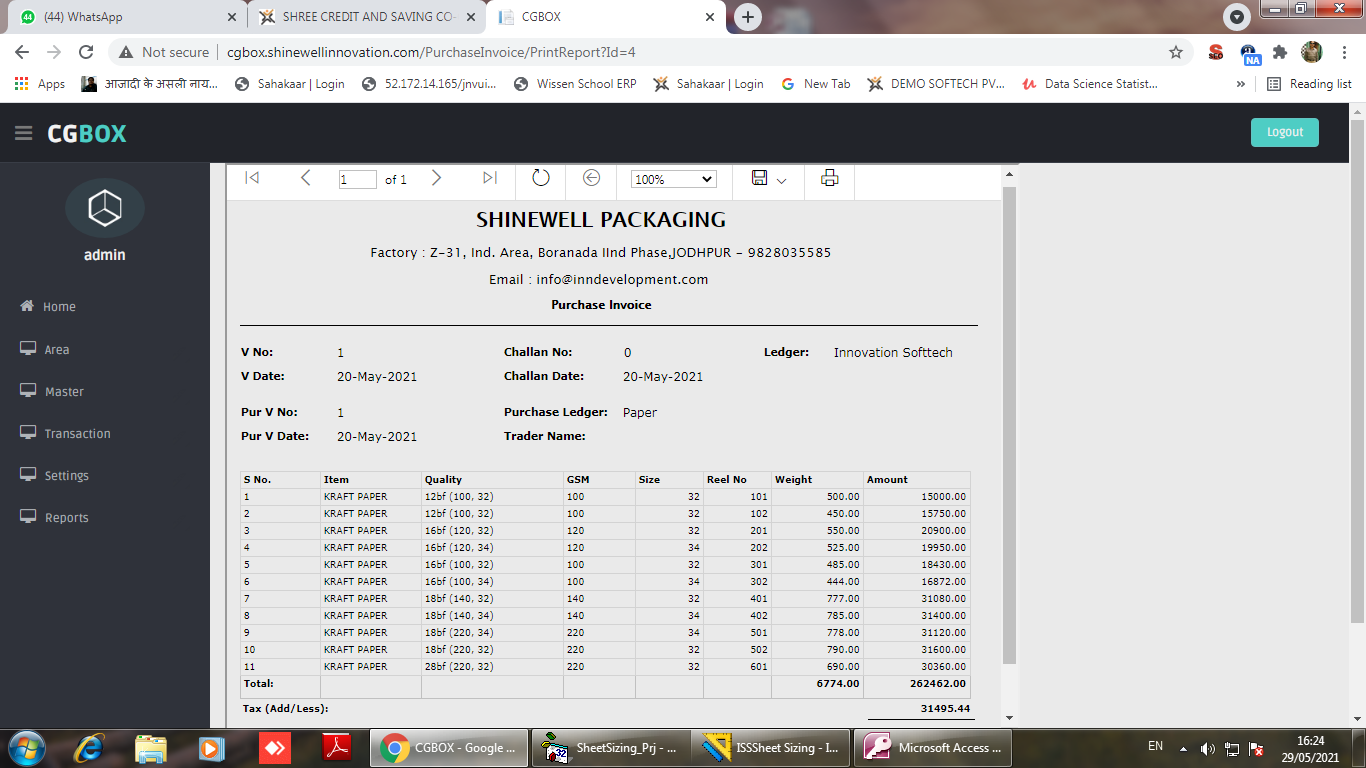 (44) WhatsApp
SHREE CREDIT AND SAVING CO-
CGBOX
Not secure | cgbox.shinewellinnovation.com/PurchaseInvoice/PrintReport?Id=4
NA
Apps
आजादी के असली नाय...
Sahakaar | Login
52.172.14.165/jnvui...
Wissen School ERP
Sahakaar | Login
New Tab
DEMO SOFTECH PV...
Data Science Statist...
»
Reading list
CGBOX
Logout
admin
Home
Area
Master
Transaction
Settings
Reports
1 of 1
100%
SHINEWELL PACKAGING
Factory : Z-31, Ind. Area, Boranada IInd Phase,JODHPUR - 9828035585
Email : info@inndevelopment.com
Purchase Invoice
V No: 1 Challan No: 0 Ledger: Innovation Softtech
V Date: 20-May-2021 Challan Date: 20-May-2021
Pur V No: 1 Purchase Ledger: Paper
Pur V Date: 20-May-2021 Trader Name:
S No. Item Quality GSM Size Reel No Weight Amount
1 KRAFT PAPER 12bf (100, 32) 100 32 101 500.00 15000.00
2 KRAFT PAPER 12bf (100, 32) 100 32 102 450.00 15750.00
3 KRAFT PAPER 16bf (120, 32) 120 32 201 550.00 20900.00
4 KRAFT PAPER 16bf (120, 34) 120 34 202 525.00 19950.00
5 KRAFT PAPER 16bf (100, 32) 100 32 301 485.00 18430.00
6 KRAFT PAPER 16bf (100, 34) 100 34 302 444.00 16872.00
7 KRAFT PAPER 18bf (140, 32) 140 32 401 777.00 31080.00
8 KRAFT PAPER 18bf (140, 34) 140 34 402 785.00 31400.00
9 KRAFT PAPER 18bf (220, 34) 220 34 501 778.00 31120.00
10 KRAFT PAPER 18bf (220, 32) 220 32 502 790.00 31600.00
11 KRAFT PAPER 28bf (220, 32) 220 32 601 690.00 30360.00
Total: 6774.00 262462.00
Tax (Add/Less): 31495.44
CGBOX - Google ...
SheetSizing_Prj - ...
ISSSheet Sizing - I...
Microsoft Access ...
EN
16:24
29/05/2021